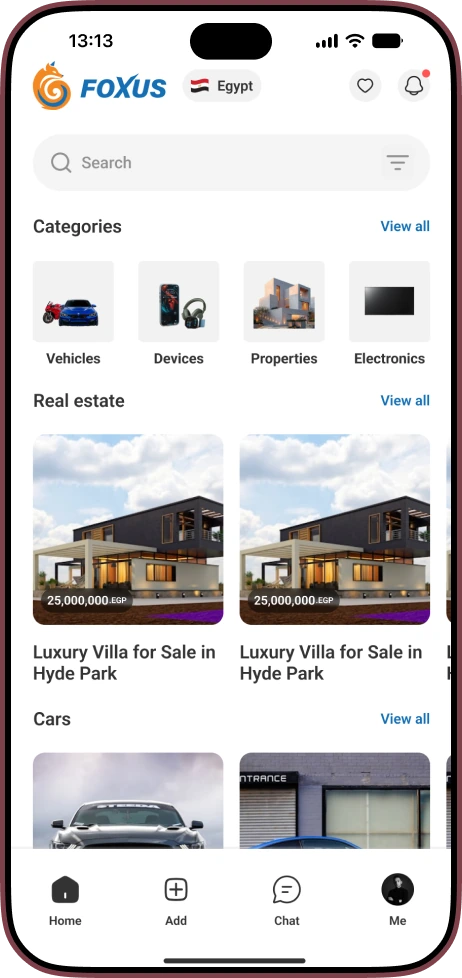 13:13
FOXUS
Egypt
Search
Categories
View all
Vehicles
Devices
Properties
Electronics
Real estate
View all
25,000,000.EGP
25,000,000.EGP
Luxury Villa for Sale in
Hyde Park
Luxury Villa for Sale in
Hyde Park
Cars
View all
NTRANCE
Home
Add
Chat
Me